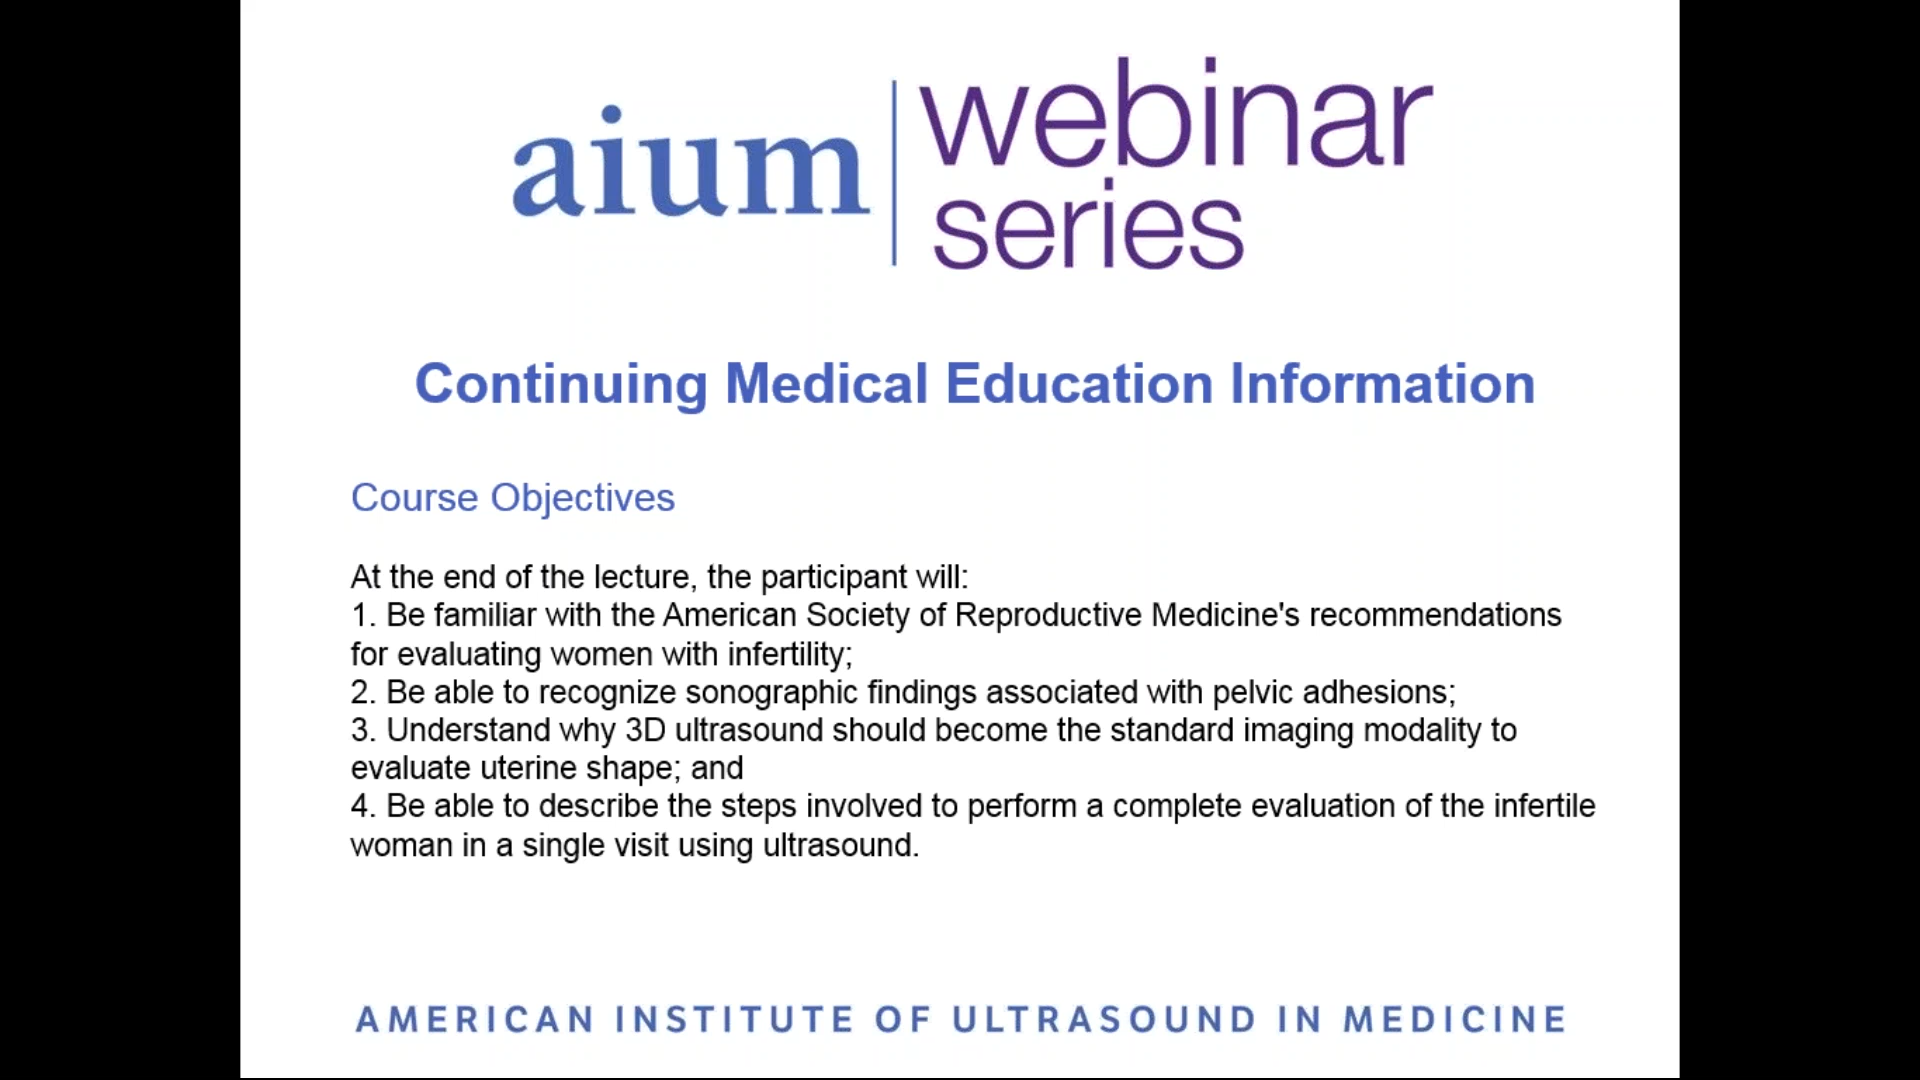 aium
webinar
series
Continuing Medical Education Information
Course Objectives
At the end of the lecture, the participant will:
1. Be familiar with the American Society of Reproductive Medicine's recommendations
for evaluating women with infertility;
2. Be able to recognize sonographic findings associated with pelvic adhesions;
3. Understand why 3D ultrasound should become the standard imaging modality to
evaluate uterine shape; and
4. Be able to describe the steps involved to perform a complete evaluation of the infertile
woman in a single visit using ultrasound.
AMERICAN INSTITUTE OF ULTRASOUND IN MEDICINE